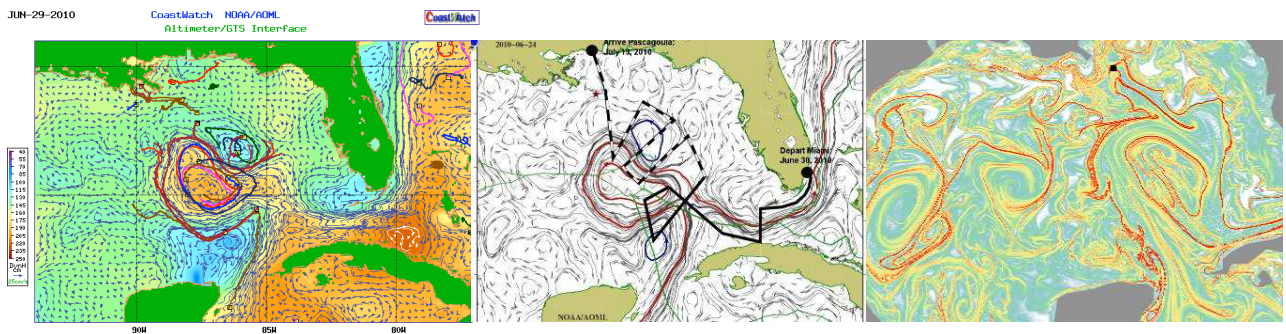 JUN-29-2010
CoastWatch NOAA/AOML
Altimeter/GTS Interface
CoastWatch
40
55
70
85
100
115
130
145
160
175
190
205
220
235
250
DynH
cm
25cm/s
90W
85W
80W
2010-06-24
Arrive Pascagoula:
July 13, 2010
Depart Miami:
June 30, 2010
NOAA/AOML